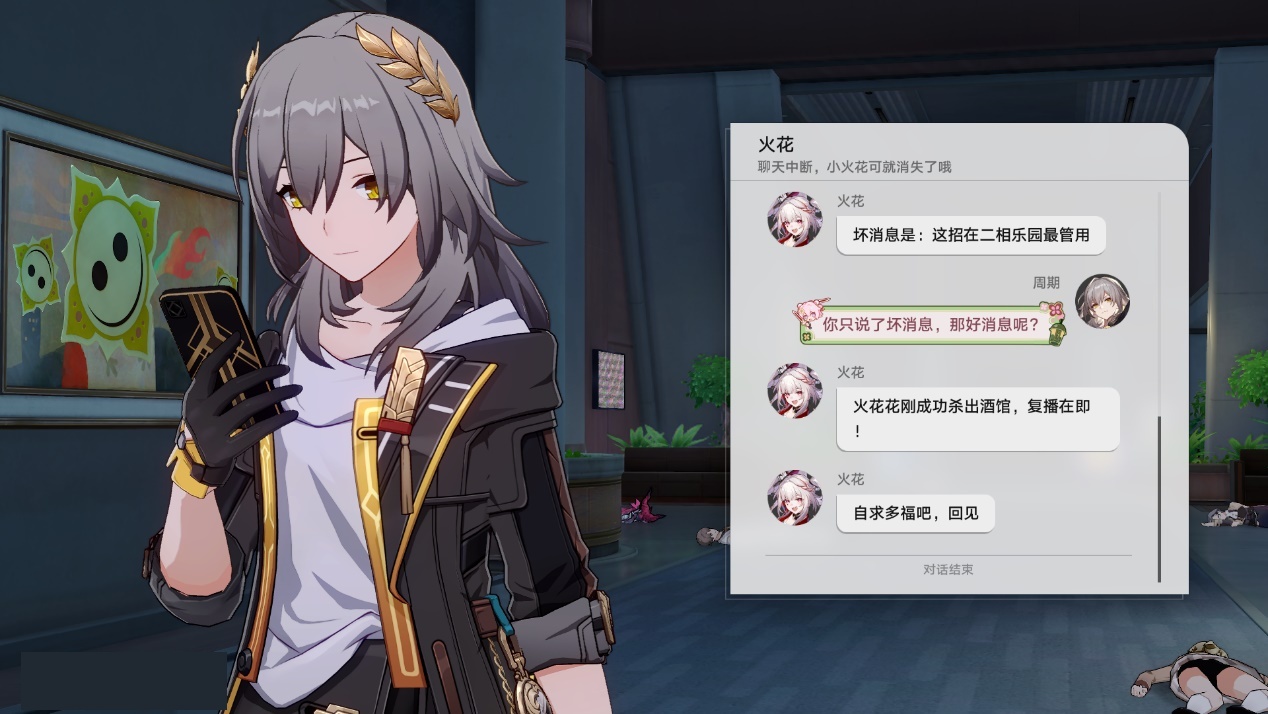 火花
聊天中断，小火花可就消失了哦
火花
坏消息是：这招在二相乐园最管用
周期
你只说了坏消息，那好消息呢？
火花
火花花刚成功杀出酒馆，复播在即
！
火花
自求多福吧，回见
对话结束